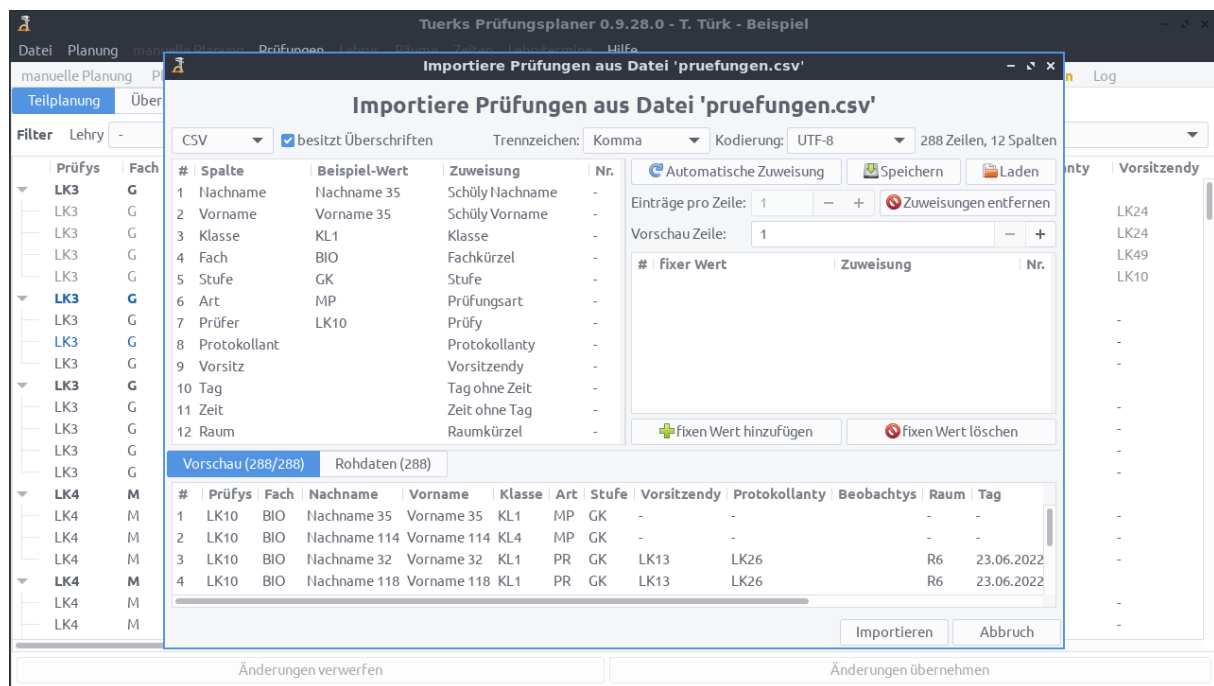 Tuerks Prüfungsplaner 0.9.28.0 - T. Türk - Beispiel
Datei Planung manuelle Planung Prüfungen Lehrys Räume Zeiten Lehrytermine Hilfe
Importiere Prüfungen aus Datei 'pruefungen.csv'
manuelle Planung Pl n Log
Teilplanung Über
Filter Lehry -
Prüfys Fach nty Vorsitzendy
LK3 G
LK3 G LK24
LK3 G LK24
LK3 G LK49
LK3 G LK10
LK3 G
LK3 G -
LK3 G -
LK3 G -
LK3 G
LK3 G -
LK3 G -
LK3 G -
LK3 G -
LK4 M
LK4 M -
LK4 M -
LK4 M -
LK4 M
LK4 M -
LK4 M -
Importiere Prüfungen aus Datei 'pruefungen.csv'
CSV besitzt Überschriften Trennzeichen: Komma Kodierung: UTF-8 288 Zeilen, 12 Spalten
# Spalte Beispiel-Wert Zuweisung Nr.
1 Nachname Nachname 35 Schüly Nachname -
2 Vorname Vorname 35 Schüly Vorname -
3 Klasse KL1 Klasse -
4 Fach BIO Fachkürzel -
5 Stufe GK Stufe -
6 Art MP Prüfungsart -
7 Prüfer LK10 Prüfy -
8 Protokollant Protokollanty -
9 Vorsitz Vorsitzendy -
10 Tag Tag ohne Zeit -
11 Zeit Zeit ohne Tag -
12 Raum Raumkürzel -
Automatische Zuweisung Speichern Laden
Einträge pro Zeile: 1 − + Zuweisungen entfernen
Vorschau Zeile: 1 − +
# fixer Wert Zuweisung Nr.
fixen Wert hinzufügen fixen Wert löschen
Vorschau (288/288) Rohdaten (288)
# Prüfys Fach Nachname Vorname Klasse Art Stufe Vorsitzendy Protokollanty Beobachtys Raum Tag
1 LK10 BIO Nachname 35 Vorname 35 KL1 MP GK - - - -
2 LK10 BIO Nachname 114 Vorname 114 KL4 MP GK - - - -
3 LK10 BIO Nachname 32 Vorname 32 KL1 PR GK LK13 LK26 R6 23.06.2022
4 LK10 BIO Nachname 118 Vorname 118 KL1 PR GK LK13 LK26 R6 23.06.2022
Importieren Abbruch
Änderungen verwerfen Änderungen übernehmen